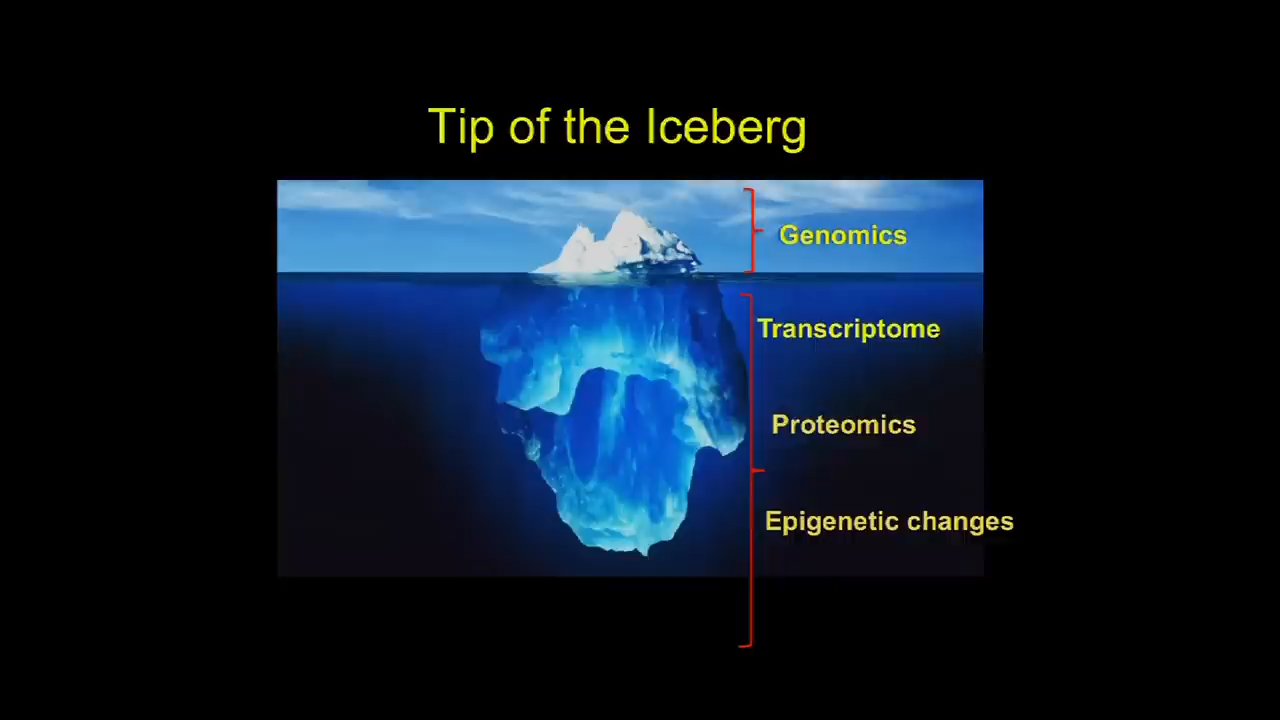 Tip of the Iceberg
Genomics
Transcriptome
Proteomics
Epigenetic changes